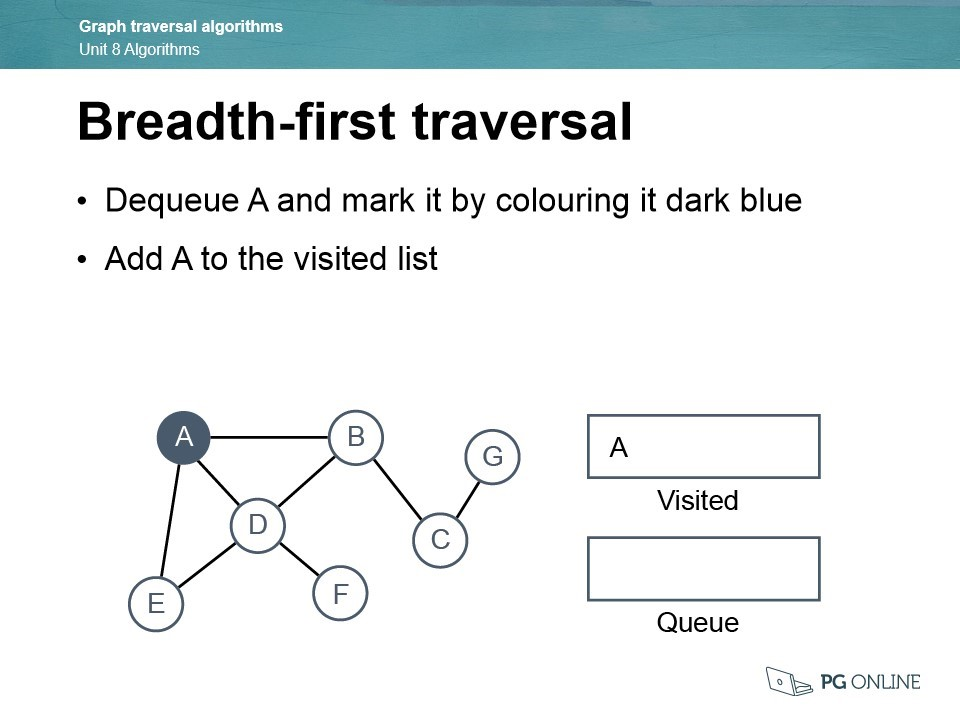 Graph traversal algorithms
Unit 8 Algorithms
Breadth-first traversal
• Dequeue A and mark it by colouring it dark blue
• Add A to the visited list
A
B
G
D
C
E
F
A
Visited
Queue
PG ONLINE